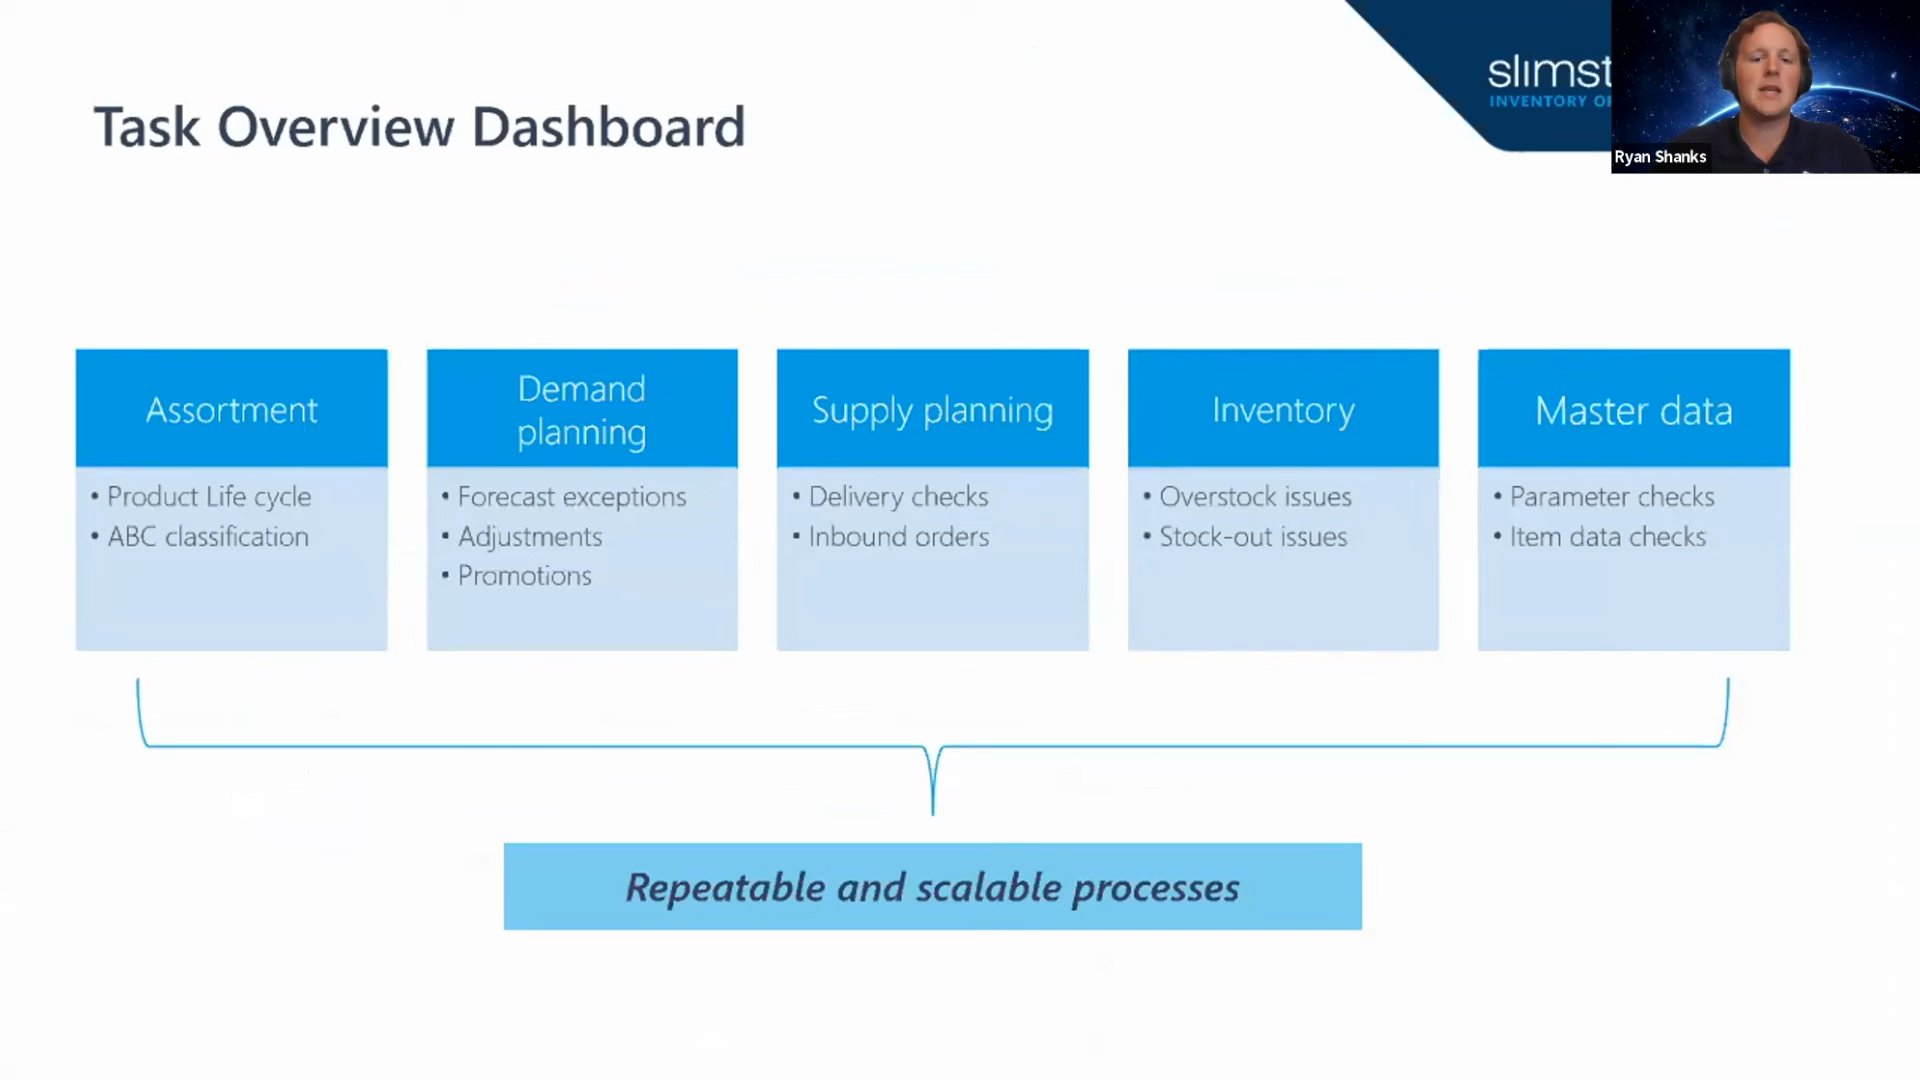 slimst
INVENTORY OP
Ryan Shanks
Task Overview Dashboard
Assortment
• Product Life cycle
• ABC classification
Demand
planning
• Forecast exceptions
• Adjustments
• Promotions
Supply planning
• Delivery checks
• Inbound orders
Inventory
• Overstock issues
• Stock-out issues
Master data
• Parameter checks
• Item data checks
Repeatable and scalable processes